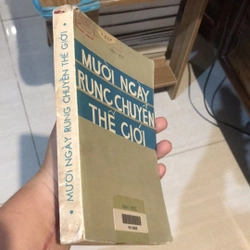 MƯỜI NGÀY
RUNG CHUYỂN
THẾ GIỚI
• MƯỜI NGÀY RUNG CHUYỂN THẾ GIỚI •